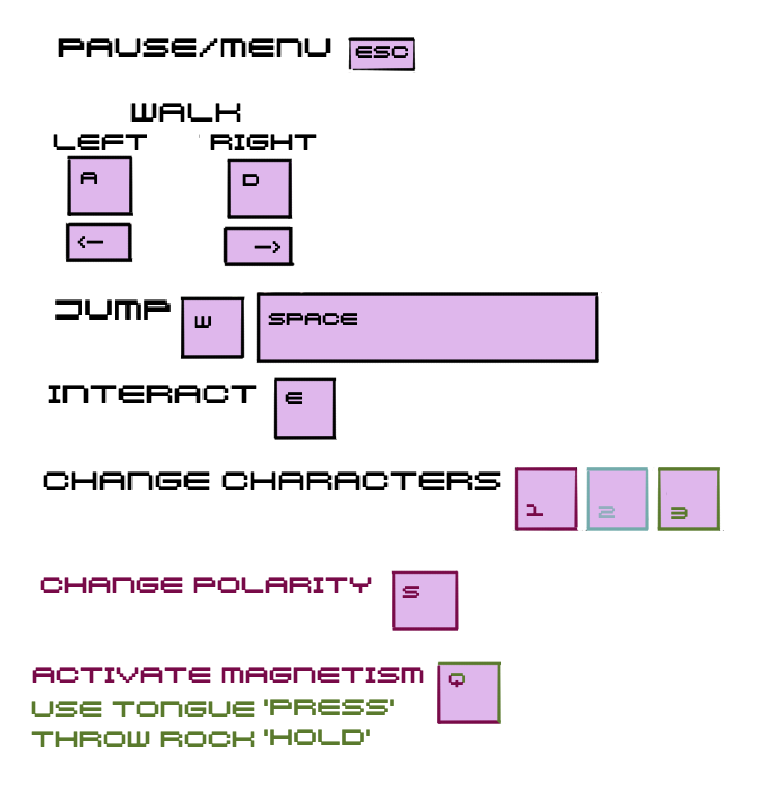 PAUSE/MENU ESC
WALK
LEFT RIGHT
A D
<— —>
JUMP W SPACE
INTERACT E
CHANGE CHARACTERS 1 2 3
CHANGE POLARITY S
ACTIVATE MAGNETISM Q
USE TONGUE 'PRESS'
THROW ROCK 'HOLD'